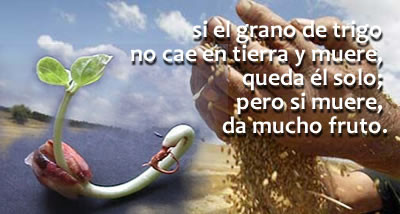 si el grano de trigo
no cae en tierra y muere,
queda él solo;
pero si muere,
da mucho fruto.